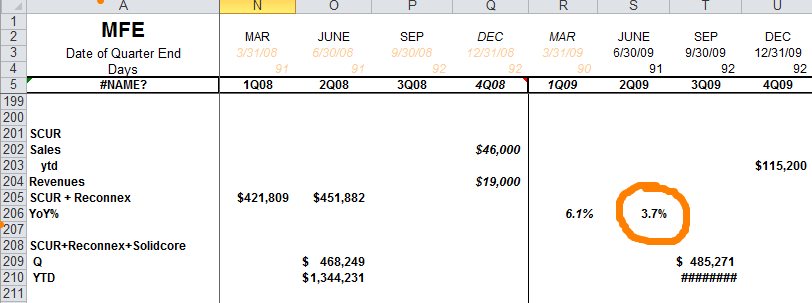 A N O P Q R S T U
1 MFE
2 MAR JUNE SEP DEC MAR JUNE SEP DEC
3 Date of Quarter End 3/31/08 6/30/08 9/30/08 12/31/08 3/31/09 6/30/09 9/30/09 12/31/09
4 Days 91 91 92 92 90 91 92 92
5 #NAME? 1Q08 2Q08 3Q08 4Q08 1Q09 2Q09 3Q09 4Q09
199
200
201 SCUR
202 Sales $46,000
203 ytd $115,200
204 Revenues $19,000
205 SCUR + Reconnex $421,809 $451,882
206 YoY% 6.1% 3.7%
207
208 SCUR+Reconnex+Solidcore
209 Q $ 468,249 $ 485,271
210 YTD $1,344,231 ########
211